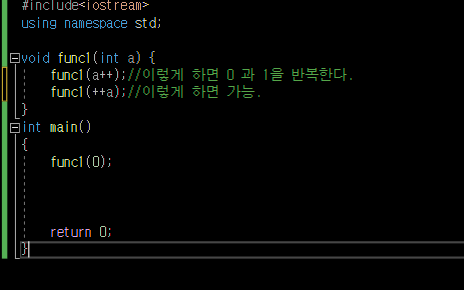 #include<iostream>
using namespace std;
void func1(int a) {
func1(a++);//이렇게 하면 0 과 1을 반복한다.
func1(++a);//이렇게 하면 가능.
}
int main()
{
func1(0);
return 0;
}